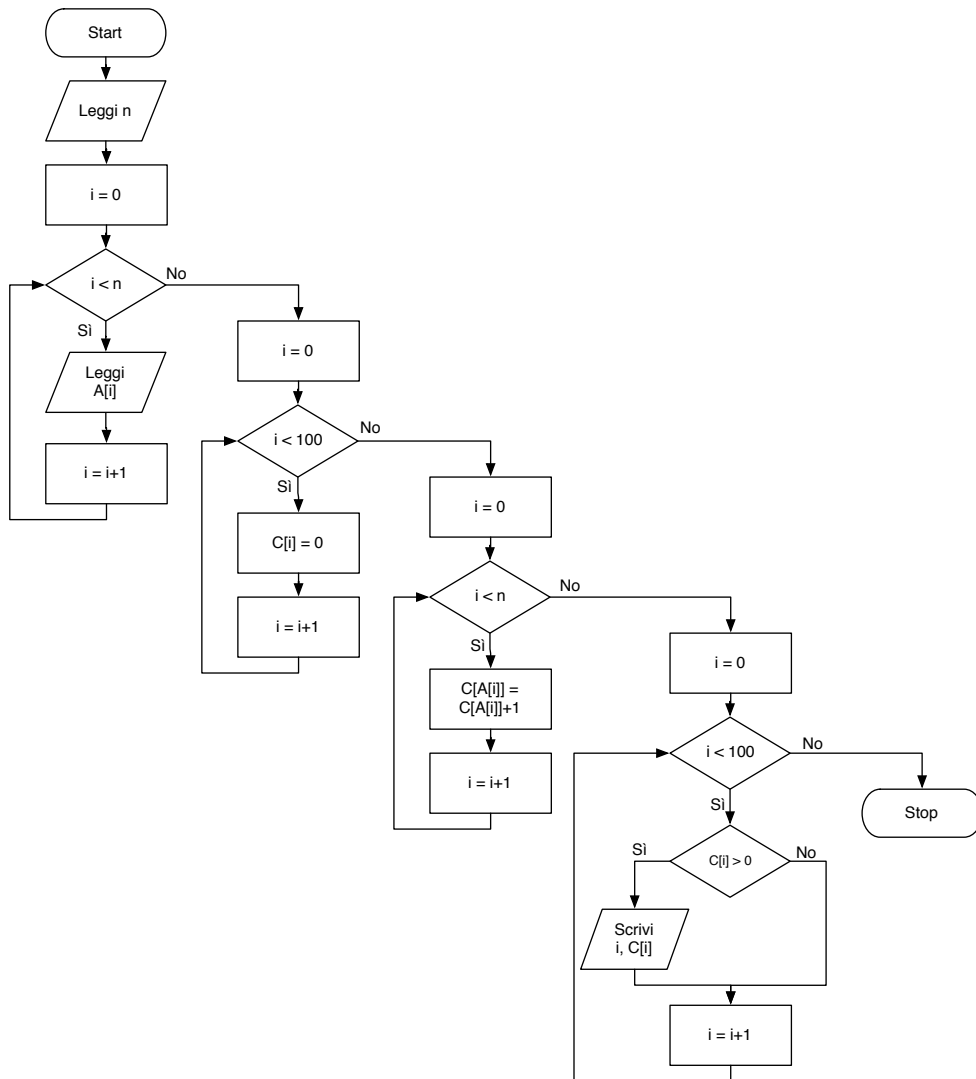 Start
Leggi n
i = 0
i < n
No
Sì
Leggi
A[i]
i = i+1
i = 0
i < 100
No
Sì
C[i] = 0
i = i+1
i = 0
i < n
No
Sì
C[A[i]] =
C[A[i]]+1
i = i+1
i = 0
i < 100
No
Sì
Stop
C[i] > 0
Sì
No
Scrivi
i, C[i]
i = i+1